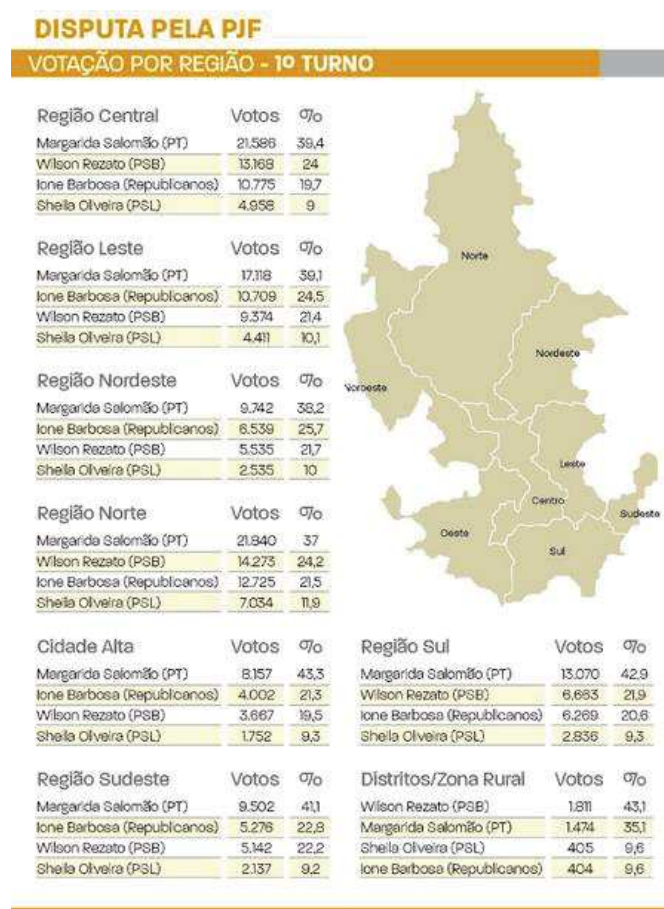 DISPUTA PELA PJF
VOTAÇÃO POR REGIÃO - 1º TURNO
Região Central Votos %
Margarida Salomão (PT) 21.586 39,4
Wilson Rezato (PSB) 13.168 24
Ione Barbosa (Republicanos) 10.775 19,7
Sheila Oliveira (PSL) 4.958 9
Região Leste Votos %
Margarida Salomão (PT) 17.118 39,1
Ione Barbosa (Republicanos) 10.709 24,5
Wilson Rezato (PSB) 9.374 21,4
Sheila Oliveira (PSL) 4.411 10,1
Região Nordeste Votos %
Margarida Salomão (PT) 9.742 38,2
Ione Barbosa (Republicanos) 6.539 25,7
Wilson Rezato (PSB) 5.535 21,7
Sheila Oliveira (PSL) 2.535 10
Região Norte Votos %
Margarida Salomão (PT) 21.840 37
Wilson Rezato (PSB) 14.273 24,2
Ione Barbosa (Republicanos) 12.725 21,5
Sheila Oliveira (PSL) 7.034 11,9
Cidade Alta Votos %
Margarida Salomão (PT) 8.157 43,3
Ione Barbosa (Republicanos) 4.002 21,3
Wilson Rezato (PSB) 3.667 19,5
Sheila Oliveira (PSL) 1.752 9,3
Região Sudeste Votos %
Margarida Salomão (PT) 9.502 41,1
Ione Barbosa (Republicanos) 5.276 22,8
Wilson Rezato (PSB) 5.142 22,2
Sheila Oliveira (PSL) 2.137 9,2
Norte
Nordeste
Noroeste
Leste
Centro
Sudeste
Oeste
Sul
Região Sul Votos %
Margarida Salomão (PT) 13.070 42,9
Wilson Rezato (PSB) 6.663 21,9
Ione Barbosa (Republicanos) 6.269 20,6
Sheila Oliveira (PSL) 2.836 9,3
Distritos/Zona Rural Votos %
Wilson Rezato (PSB) 1.811 43,1
Margarida Salomão (PT) 1.474 35,1
Sheila Oliveira (PSL) 405 9,6
Ione Barbosa (Republicanos) 404 9,6